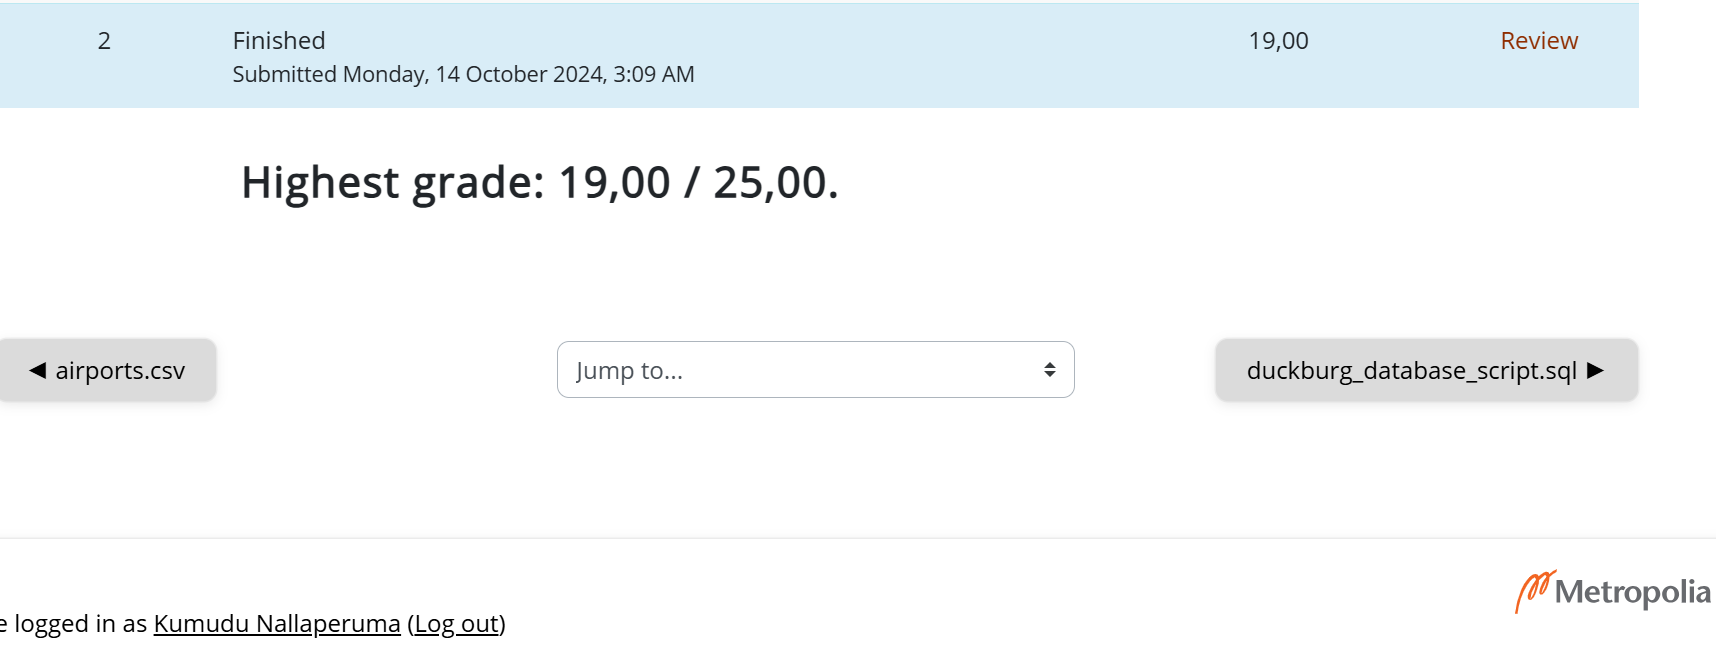 2 Finished 19,00 Review
Submitted Monday, 14 October 2024, 3:09 AM
Highest grade: 19,00 / 25,00.
◄ airports.csv
Jump to...
duckburg_database_script.sql ►
Metropolia
e logged in as Kumudu Nallaperuma (Log out)